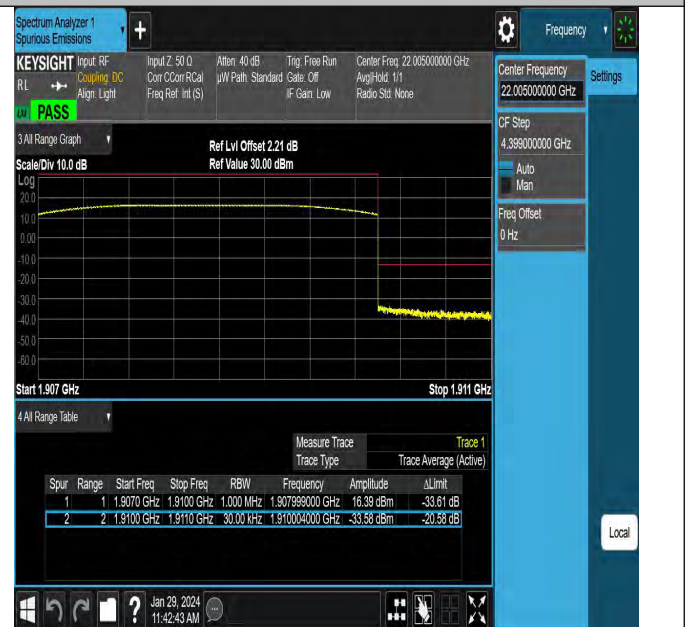 Spectrum Analyzer 1
Spurious Emissions
Frequency
KEYSIGHT Input: RF
RL
Coupling: DC
Align: Light
Input Z: 50 Ω
Corr CCorr RCal
Freq Ref: Int (S)
Atten: 40 dB
µW Path: Standard
Trig: Free Run
Gate: Off
IF Gain: Low
Center Freq: 22.005000000 GHz
Avg|Hold: 1/1
Radio Std: None
LM PASS
Center Frequency
22.005000000 GHz
Settings
CF Step
4.399000000 GHz
Auto
Man
Freq Offset
0 Hz
3 All Range Graph
Ref Lvl Offset 2.21 dB
Scale/Div 10.0 dB
Ref Value 30.00 dBm
Log
20.0
10.0
0.00
-10.0
-20.0
-30.0
-40.0
-50.0
-60.0
Start 1.907 GHz
Stop 1.911 GHz
4 All Range Table
Measure Trace Trace 1
Trace Type Trace Average (Active)
Spur Range Start Freq Stop Freq RBW Frequency Amplitude ΔLimit
1 1 1.9070 GHz 1.9100 GHz 1.000 MHz 1.907999000 GHz 16.39 dBm -33.61 dB
2 2 1.9100 GHz 1.9110 GHz 30.00 kHz 1.910004000 GHz -33.58 dBm -20.58 dB
Local
?
Jan 29, 2024
11:42:43 AM